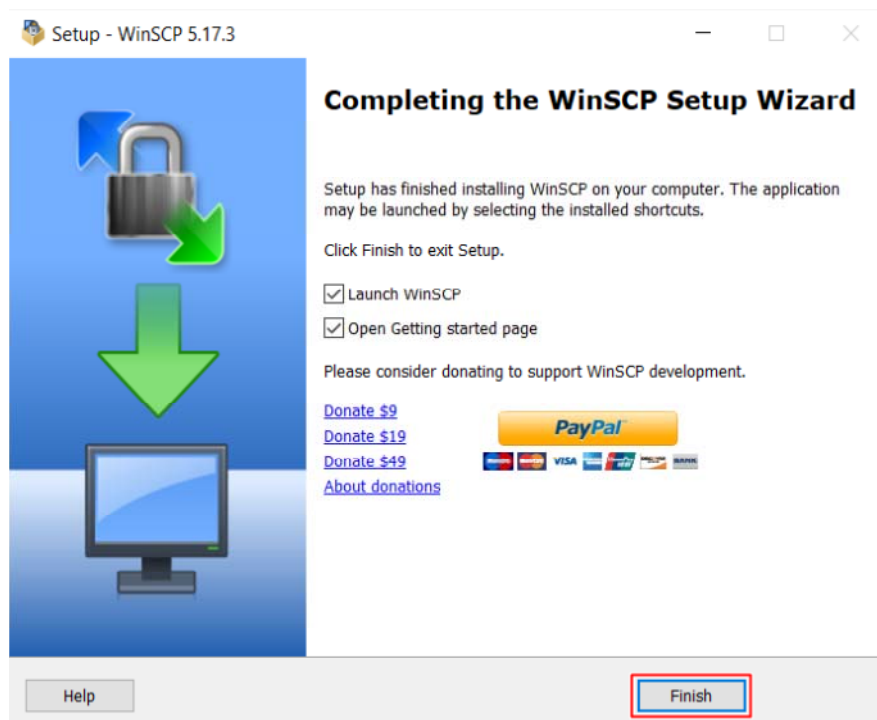 Setup - WinSCP 5.17.3
Completing the WinSCP Setup Wizard
Setup has finished installing WinSCP on your computer. The application
may be launched by selecting the installed shortcuts.
Click Finish to exit Setup.
Launch WinSCP
Open Getting started page
Please consider donating to support WinSCP development.
Donate $9
Donate $19
Donate $49
About donations
PayPal
VISA
Help
Finish